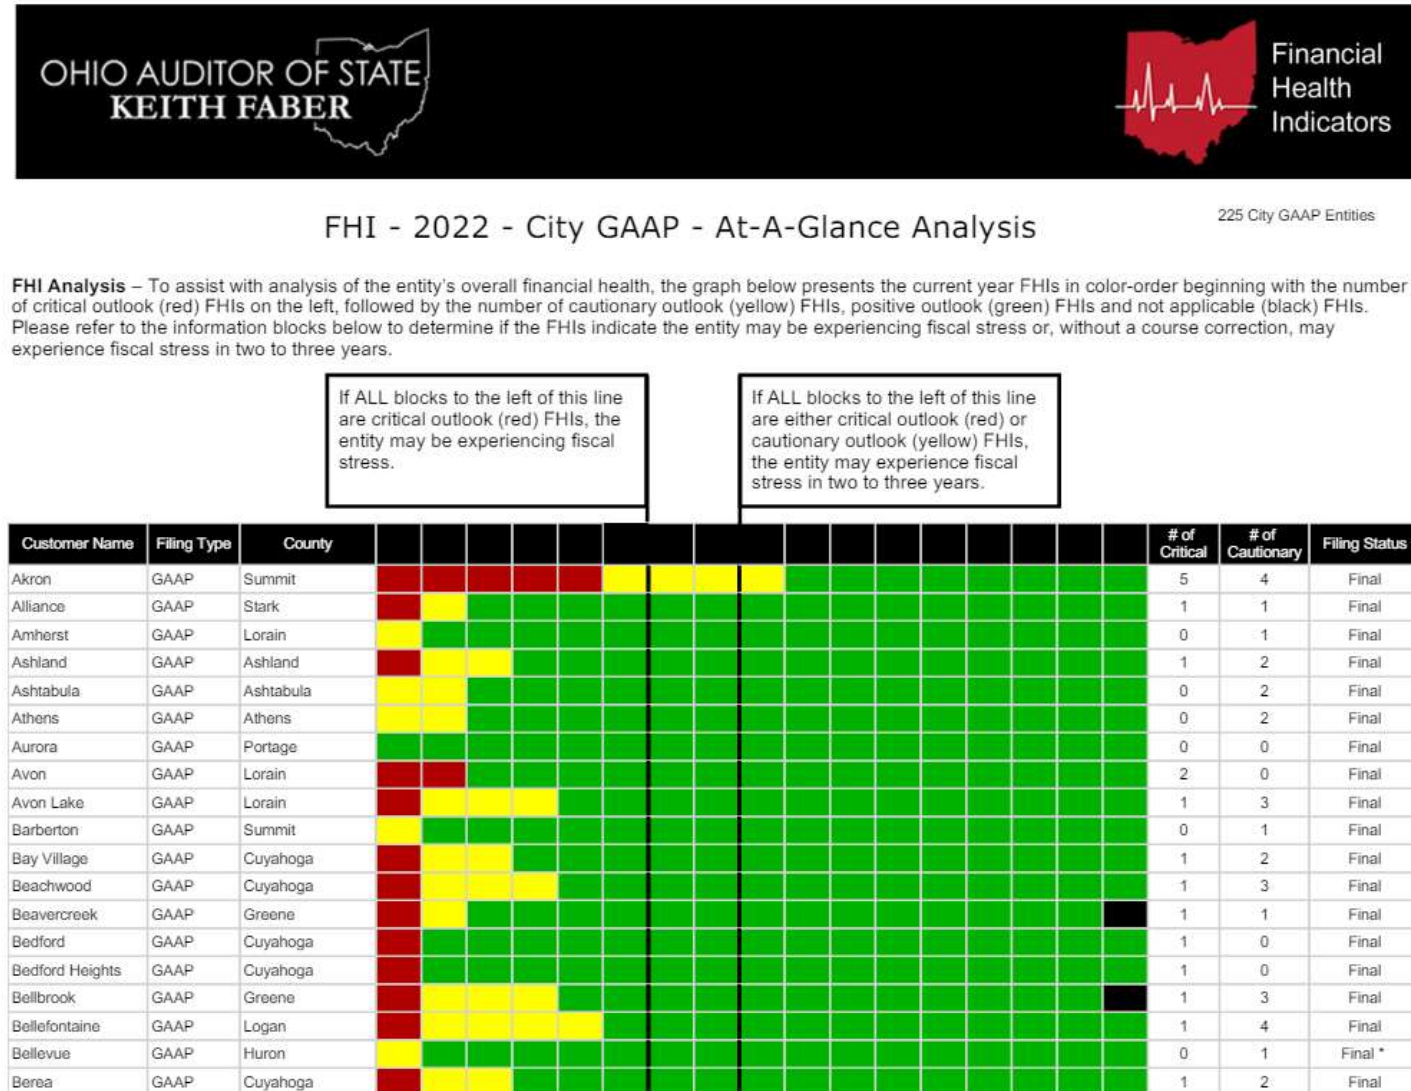 OHIO AUDITOR OF STATE
KEITH FABER
Financial
Health
Indicators
FHI - 2022 - City GAAP - At-A-Glance Analysis
225 City GAAP Entities
FHI Analysis – To assist with analysis of the entity's overall financial health, the graph below presents the current year FHIs in color-order beginning with the number
of critical outlook (red) FHIs on the left, followed by the number of cautionary outlook (yellow) FHIs, positive outlook (green) FHIs and not applicable (black) FHIs.
Please refer to the information blocks below to determine if the FHIs indicate the entity may be experiencing fiscal stress or, without a course correction, may
experience fiscal stress in two to three years.
If ALL blocks to the left of this line
are critical outlook (red) FHIs, the
entity may be experiencing fiscal
stress.
If ALL blocks to the left of this line
are either critical outlook (red) or
cautionary outlook (yellow) FHIs,
the entity may experience fiscal
stress in two to three years.
Customer Name Filing Type County # of Critical # of Cautionary Filing Status
Akron GAAP Summit 5 4 Final
Alliance GAAP Stark 1 1 Final
Amherst GAAP Lorain 0 1 Final
Ashland GAAP Ashland 1 2 Final
Ashtabula GAAP Ashtabula 0 2 Final
Athens GAAP Athens 0 2 Final
Aurora GAAP Portage 0 0 Final
Avon GAAP Lorain 2 0 Final
Avon Lake GAAP Lorain 1 3 Final
Barberton GAAP Summit 0 1 Final
Bay Village GAAP Cuyahoga 1 2 Final
Beachwood GAAP Cuyahoga 1 3 Final
Beavercreek GAAP Greene 1 1 Final
Bedford GAAP Cuyahoga 1 0 Final
Bedford Heights GAAP Cuyahoga 1 0 Final
Bellbrook GAAP Greene 1 3 Final
Bellefontaine GAAP Logan 1 4 Final
Bellevue GAAP Huron 0 1 Final *
Berea GAAP Cuyahoga 1 2 Final